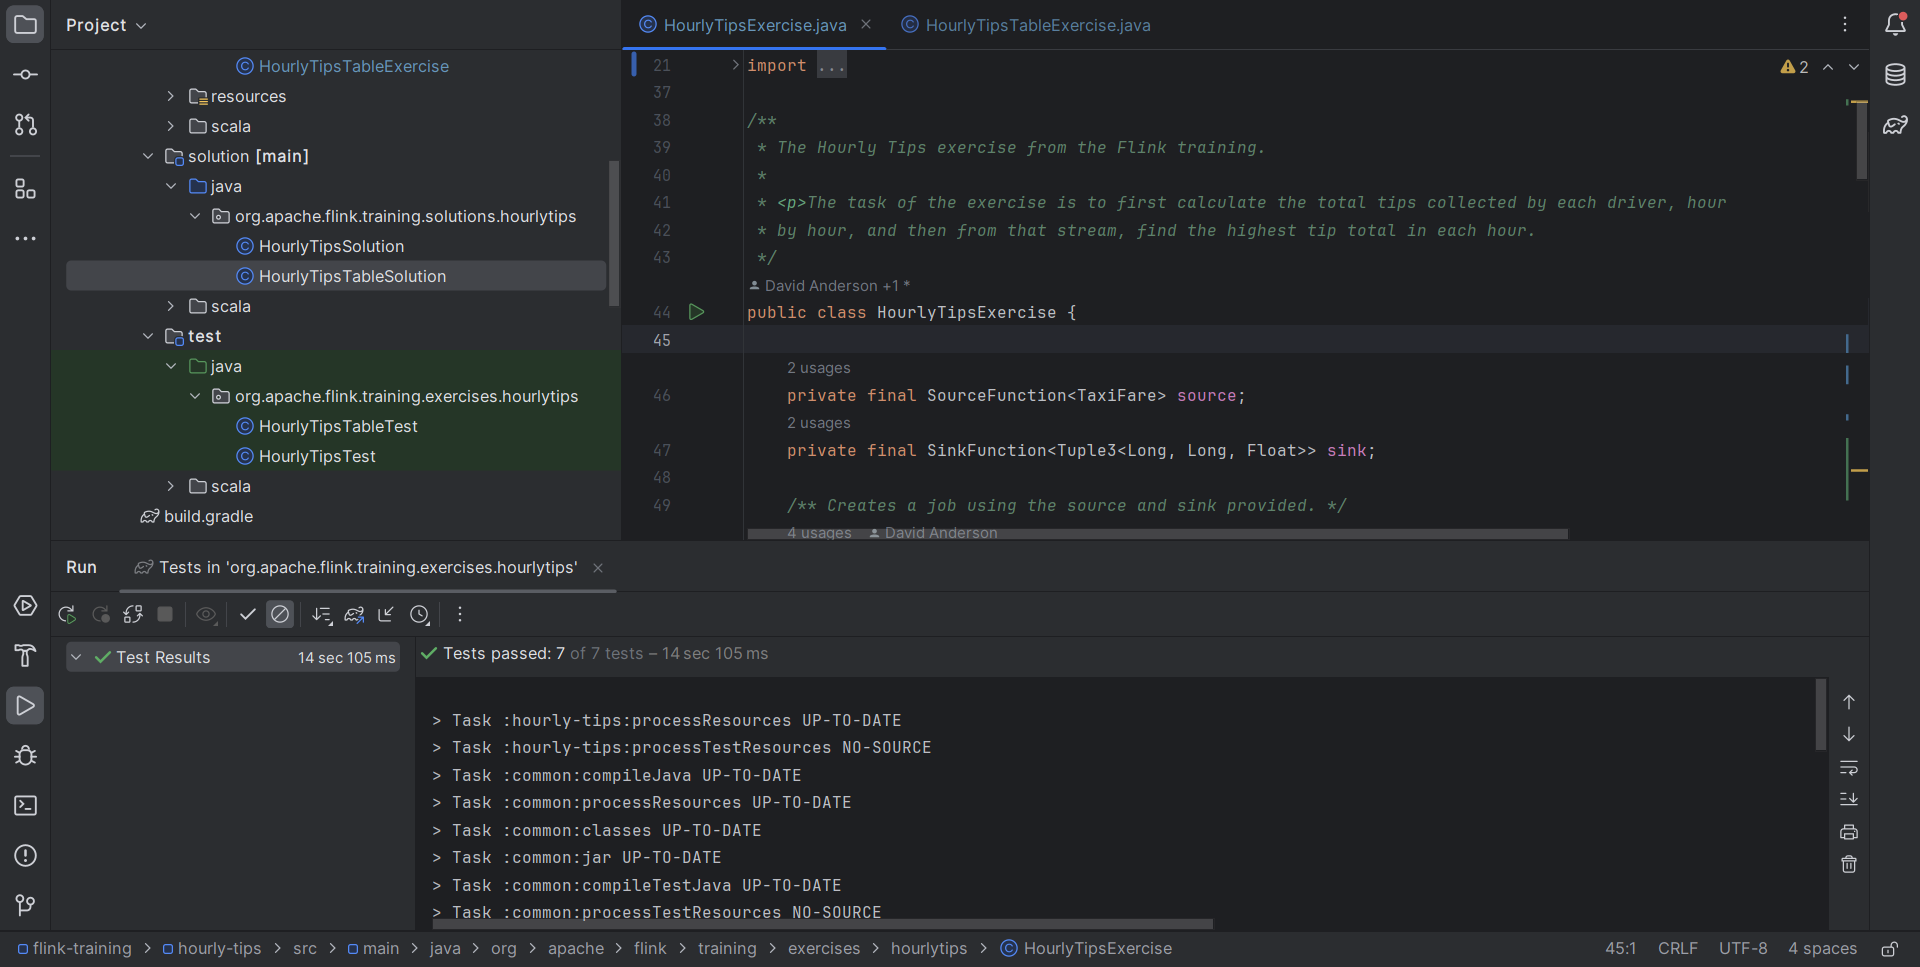 Project
HourlyTipsTableExercise
resources
scala
solution [main]
java
org.apache.flink.training.solutions.hourlytips
HourlyTipsSolution
HourlyTipsTableSolution
scala
test
java
org.apache.flink.training.exercises.hourlytips
HourlyTipsTableTest
HourlyTipsTest
scala
build.gradle
HourlyTipsExercise.java
HourlyTipsTableExercise.java
21 import ...
2
37
38 /**
39 * The Hourly Tips exercise from the Flink training.
40 *
41 * <p>The task of the exercise is to first calculate the total tips collected by each driver, hour
42 * by hour, and then from that stream, find the highest tip total in each hour.
43 */
David Anderson +1 *
44 public class HourlyTipsExercise {
45
2 usages
46 private final SourceFunction<TaxiFare> source;
2 usages
47 private final SinkFunction<Tuple3<Long, Long, Float>> sink;
48
49 /** Creates a job using the source and sink provided. */
4 usages David Anderson
Run
Tests in 'org.apache.flink.training.exercises.hourlytips'
Test Results 14 sec 105 ms
Tests passed: 7 of 7 tests – 14 sec 105 ms
> Task :hourly-tips:processResources UP-TO-DATE
> Task :hourly-tips:processTestResources NO-SOURCE
> Task :common:compileJava UP-TO-DATE
> Task :common:processResources UP-TO-DATE
> Task :common:classes UP-TO-DATE
> Task :common:jar UP-TO-DATE
> Task :common:compileTestJava UP-TO-DATE
> Task :common:processTestResources NO-SOURCE
flink-training > hourly-tips > src > main > java > org > apache > flink > training > exercises > hourlytips > HourlyTipsExercise
45:1 CRLF UTF-8 4 spaces